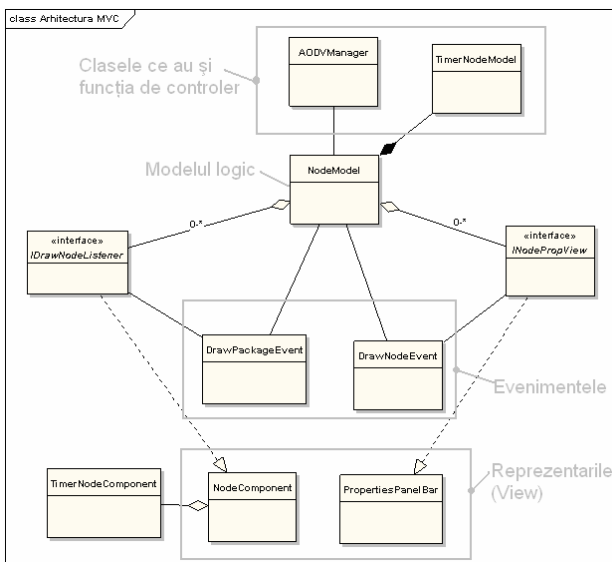 class Arhitectura MVC
Clasele ce au și
funcția de controler
AODVManager
TimerNodeModel
Modelul logic
NodeModel
0-*
0-*
«interface»
IDrawNodeListener
«interface»
INodePropView
DrawPackageEvent
DrawNodeEvent
Evenimentele
TimerNodeComponent
NodeComponent
PropertiesPanelBar
Reprezentarile
(View)